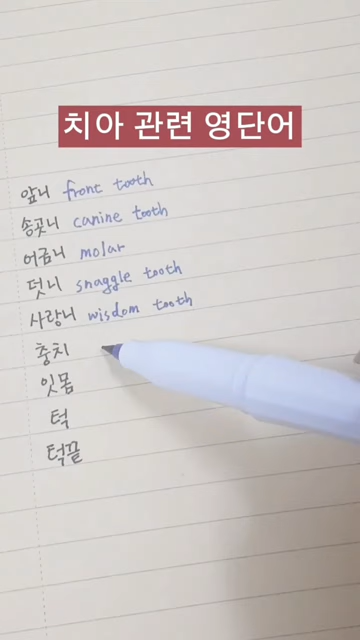 치아 관련 영단어
앞니 front tooth
송곳니 canine tooth
어금니 molar
덧니 snaggle tooth
사랑니 wisdom tooth
충치
잇몸
턱
턱끝